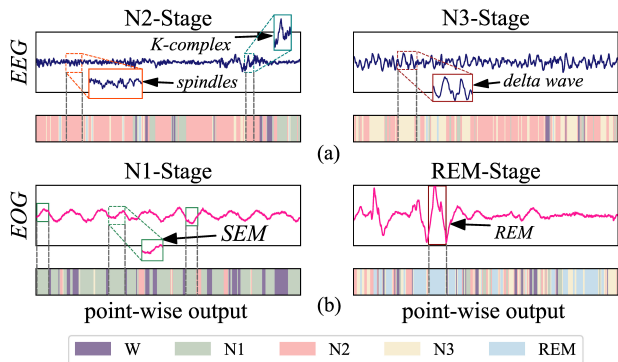 N2-Stage
N3-Stage
EEG
K-complex
spindles
delta wave
(a)
N1-Stage
REM-Stage
EOG
SEM
REM
(b)
point-wise output
point-wise output
W
N1
N2
N3
REM